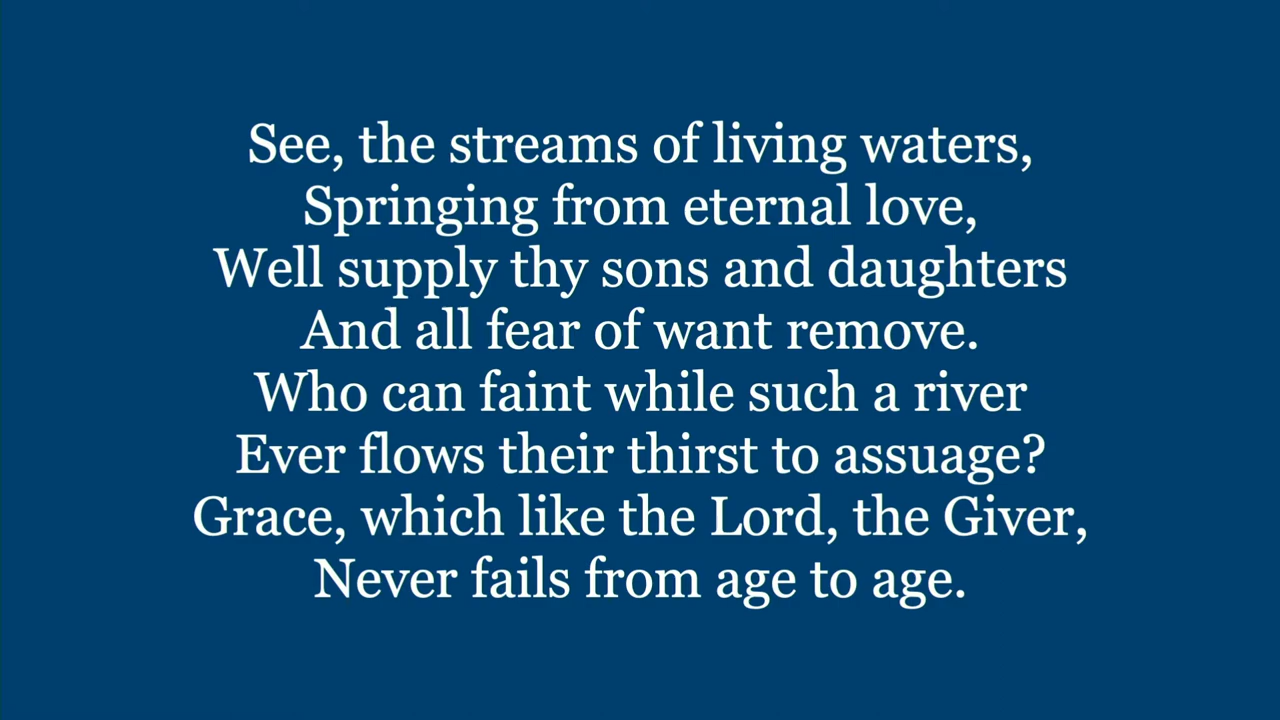 See, the streams of living waters,
Springing from eternal love,
Well supply thy sons and daughters
And all fear of want remove.
Who can faint while such a river
Ever flows their thirst to assuage?
Grace, which like the Lord, the Giver,
Never fails from age to age.